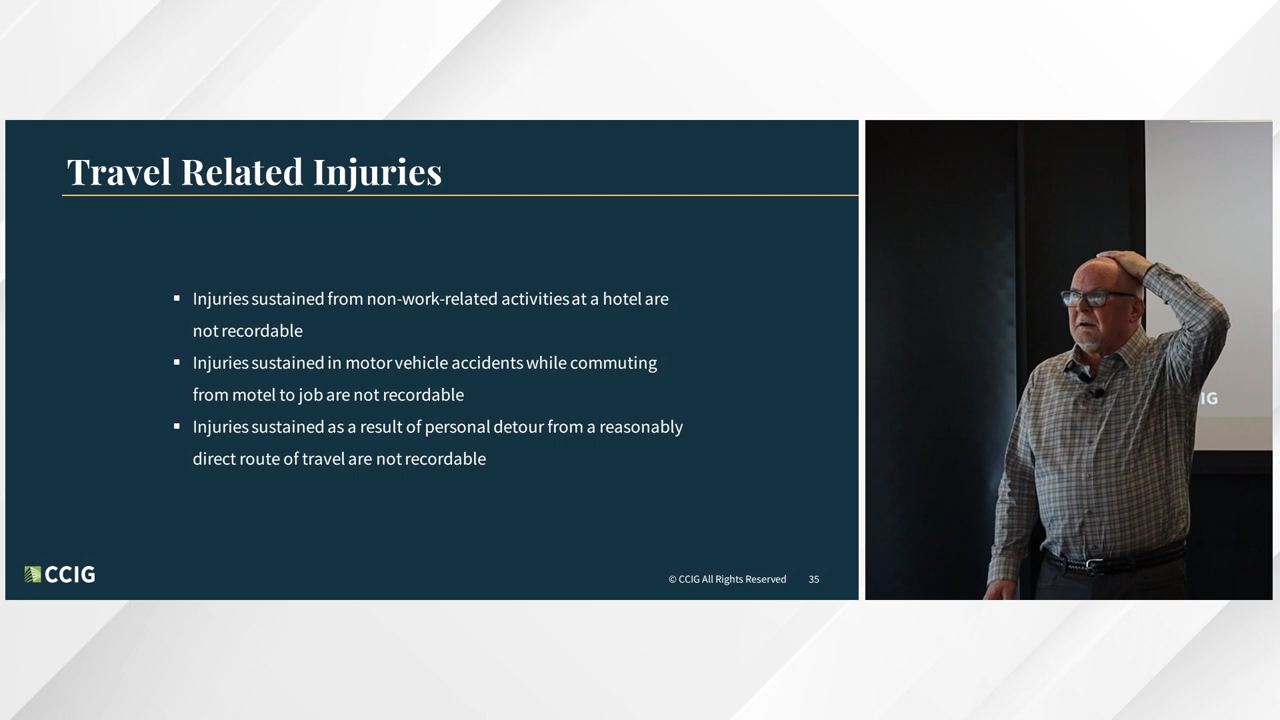 Travel Related Injuries
▪ Injuries sustained from non-work-related activities at a hotel are
not recordable
▪ Injuries sustained in motor vehicle accidents while commuting
from motel to job are not recordable
▪ Injuries sustained as a result of personal detour from a reasonably
direct route of travel are not recordable
CCIG
© CCIG All Rights Reserved 35
IG